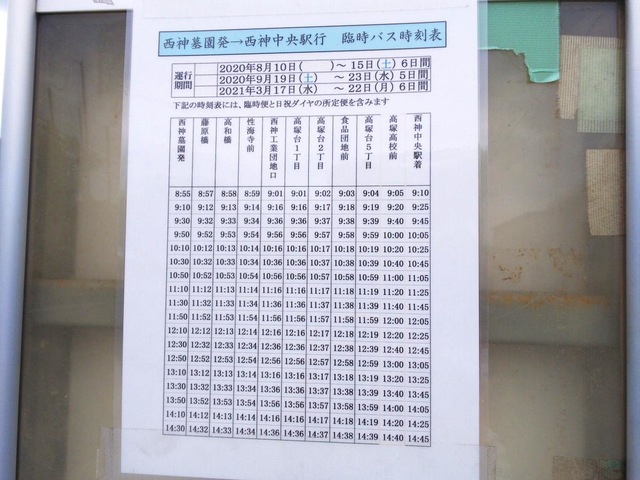 西神墓園発→西神中央駅行 臨時バス時刻表
運行期間
2020年8月10日( ) ～ 15日(土) 6日間
2020年9月19日(土) ～ 23日(水) 5日間
2021年3月17日(水) ～ 22日(月) 6日間
下記の時刻表には、臨時便と日祝ダイヤの所定便を含みます
西神墓園発 藤原橋 高和橋 性海寺前 西神工業団地口 高塚台1丁目 高塚台2丁目 食品団地前 高塚台5丁目 高塚高校前 西神中央駅着
8:55 8:57 8:58 8:59 9:01 9:01 9:02 9:03 9:04 9:05 9:10
9:10 9:12 9:13 9:14 9:16 9:16 9:17 9:18 9:19 9:20 9:25
9:30 9:32 9:33 9:34 9:36 9:36 9:37 9:38 9:39 9:40 9:45
9:50 9:52 9:53 9:54 9:56 9:56 9:57 9:58 9:59 10:00 10:05
10:10 10:12 10:13 10:14 10:16 10:16 10:17 10:18 10:19 10:20 10:25
10:30 10:32 10:33 10:34 10:36 10:36 10:37 10:38 10:39 10:40 10:45
10:50 10:52 10:53 10:54 10:56 10:56 10:57 10:58 10:59 11:00 11:05
11:10 11:12 11:13 11:14 11:16 11:16 11:17 11:18 11:19 11:20 11:25
11:30 11:32 11:33 11:34 11:36 11:36 11:37 11:38 11:39 11:40 11:45
11:50 11:52 11:53 11:54 11:56 11:56 11:57 11:58 11:59 12:00 12:05
12:10 12:12 12:13 12:14 12:16 12:16 12:17 12:18 12:19 12:20 12:25
12:30 12:32 12:33 12:34 12:36 12:36 12:37 12:38 12:39 12:40 12:45
12:50 12:52 12:53 12:54 12:56 12:56 12:57 12:58 12:59 13:00 13:05
13:10 13:12 13:13 13:14 13:16 13:16 13:17 13:18 13:19 13:20 13:25
13:30 13:32 13:33 13:34 13:36 13:36 13:37 13:38 13:39 13:40 13:45
13:50 13:52 13:53 13:54 13:56 13:56 13:57 13:58 13:59 14:00 14:05
14:10 14:12 14:13 14:14 14:16 14:16 14:17 14:18 14:19 14:20 14:25
14:30 14:32 14:33 14:34 14:36 14:36 14:37 14:38 14:39 14:40 14:45